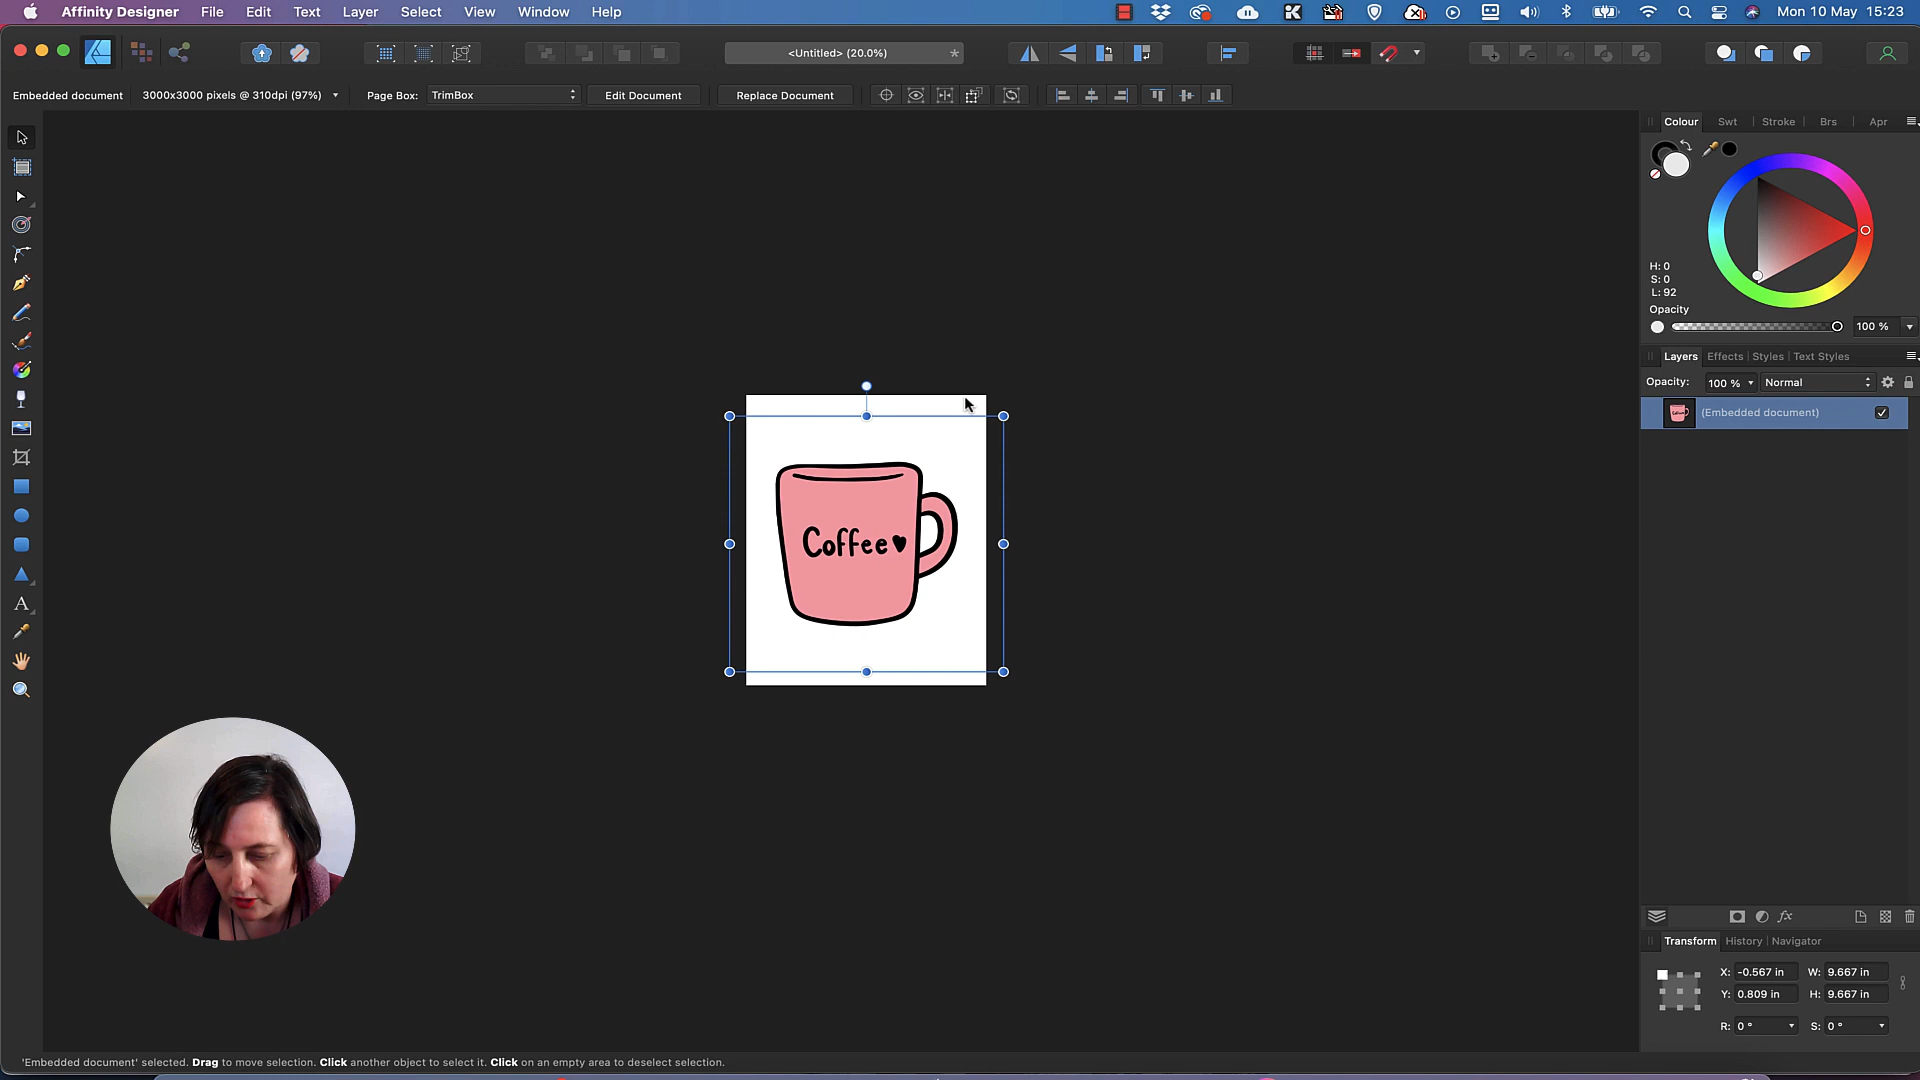 Affinity Designer File Edit Text Layer Select View Window Help Mon 10 May 15:23
<Untitled> (20.0%) *
Embedded document 3000x3000 pixels @ 310dpi (97%) Page Box: TrimBox Edit Document Replace Document
Colour Swt Stroke Brs Apr
H: 0
S: 0
L: 92
Opacity
100 %
Layers Effects Styles Text Styles
Opacity: 100 % Normal
(Embedded document)
Coffee
A
fx
Transform History Navigator
X: -0.567 in W: 9.667 in
Y: 0.809 in H: 9.667 in
R: 0 ° S: 0 °
'Embedded document' selected. Drag to move selection. Click another object to select it. Click on an empty area to deselect selection.